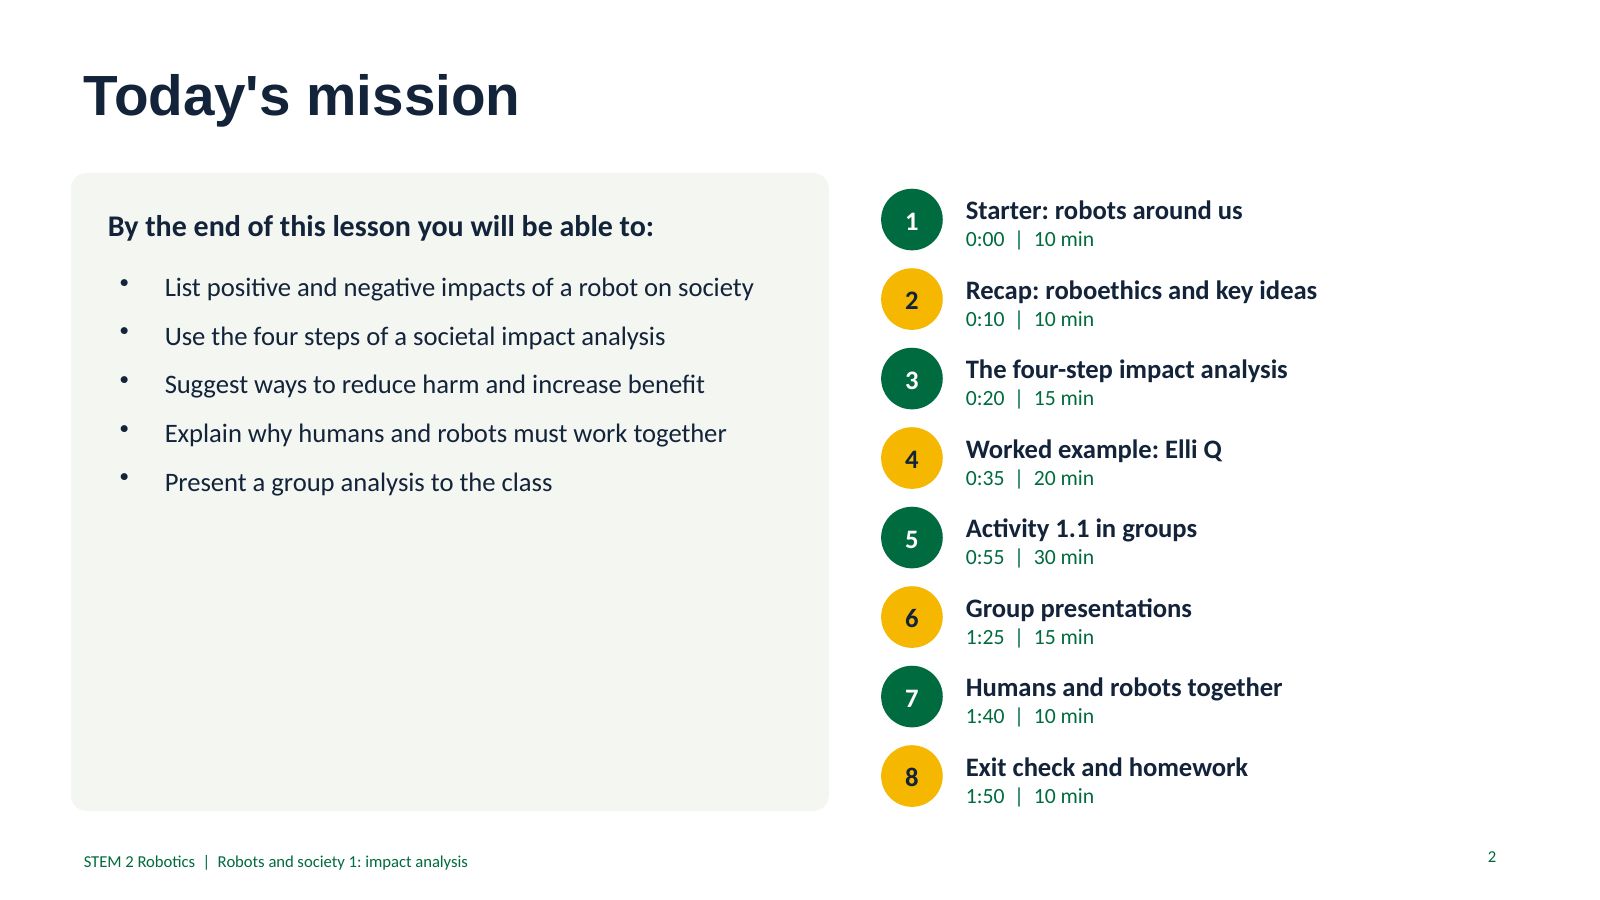 Today's mission
By the end of this lesson you will be able to:
• List positive and negative impacts of a robot on society
• Use the four steps of a societal impact analysis
• Suggest ways to reduce harm and increase benefit
• Explain why humans and robots must work together
• Present a group analysis to the class
1 Starter: robots around us
0:00 | 10 min
2 Recap: roboethics and key ideas
0:10 | 10 min
3 The four-step impact analysis
0:20 | 15 min
4 Worked example: Elli Q
0:35 | 20 min
5 Activity 1.1 in groups
0:55 | 30 min
6 Group presentations
1:25 | 15 min
7 Humans and robots together
1:40 | 10 min
8 Exit check and homework
1:50 | 10 min
STEM 2 Robotics | Robots and society 1: impact analysis
2